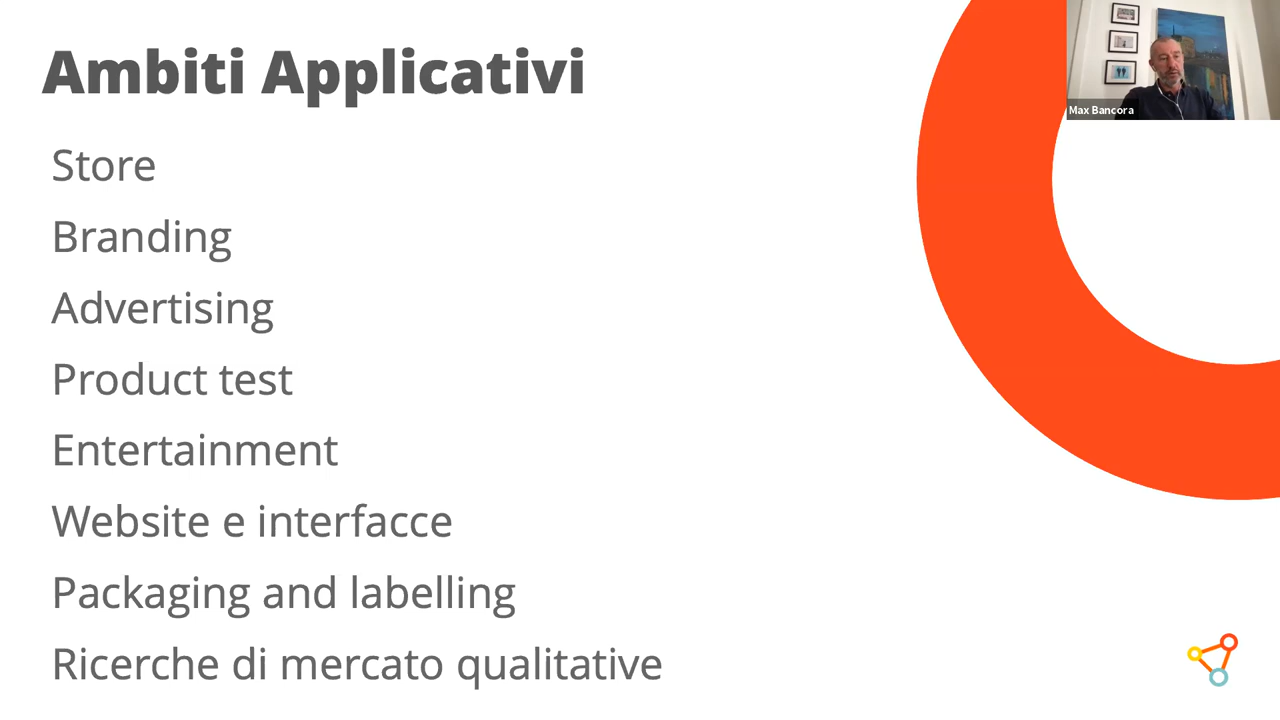 Ambiti Applicativi
Max Bancora
Store
Branding
Advertising
Product test
Entertainment
Website e interfacce
Packaging and labelling
Ricerche di mercato qualitative